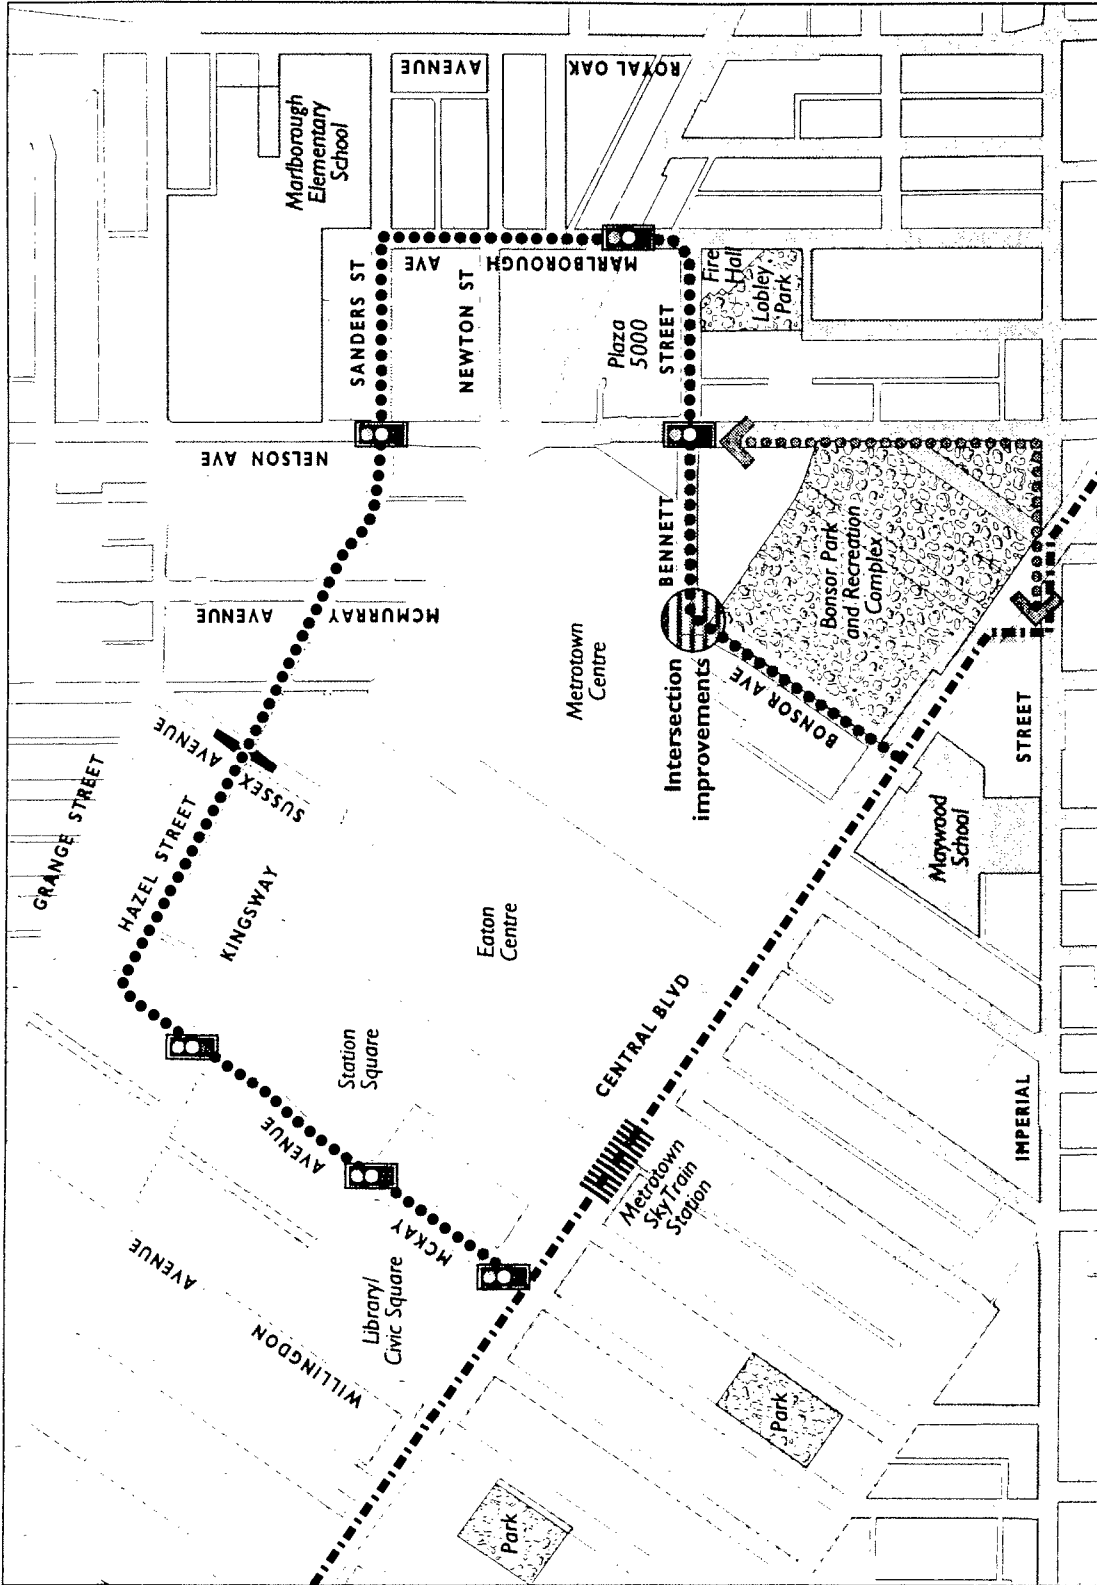 GRANGE STREET
HAZEL STREET
KINGSWAY
SUSSEX
AVENUE
MCMURRAY
AVENUE
NELSON AVE
SANDERS ST
NEWTON ST
MARLBOROUGH
AVE
ROYAL OAK
AVENUE
Marlborough
Elementary
School
Plaza
5000
BENNETT
STREET
Fire
Hall
Lobley
Park
Bonsor Park
and Recreation
Complex
BONSOR AVE
Intersection
improvements
Metrotown
Centre
Eaton
Centre
Station
Square
Library/
Civic Square
MCKAY
AVENUE
WILLINGDON
AVENUE
CENTRAL BLVD
Metrotown
SkyTrain
Station
Maywood
School
IMPERIAL
STREET
Park
Park